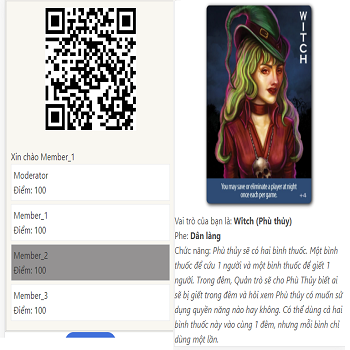 Xin chào Member_1
Moderator
Điểm: 100
Member_1
Điểm: 100
Member_2
Điểm: 100
Member_3
Điểm: 100
WITCH
You may save or eliminate a player at night
once each per game.
+4
Vai trò của bạn là: Witch (Phù thủy)
Phe: Dân làng
Chức năng: Phù thủy sẽ có hai bình thuốc. Một bình
thuốc để cứu 1 người và một bình thuốc để giết 1
người. Trong đêm, Quản trò sẽ cho Phù Thủy biết ai
sẽ bị giết trong đêm và hỏi xem Phù thủy có muốn sử
dụng quyền năng nào hay không. Có thể dùng cả hai
bình thuốc này vào cùng 1 đêm, nhưng mỗi bình chỉ
dùng một lần.